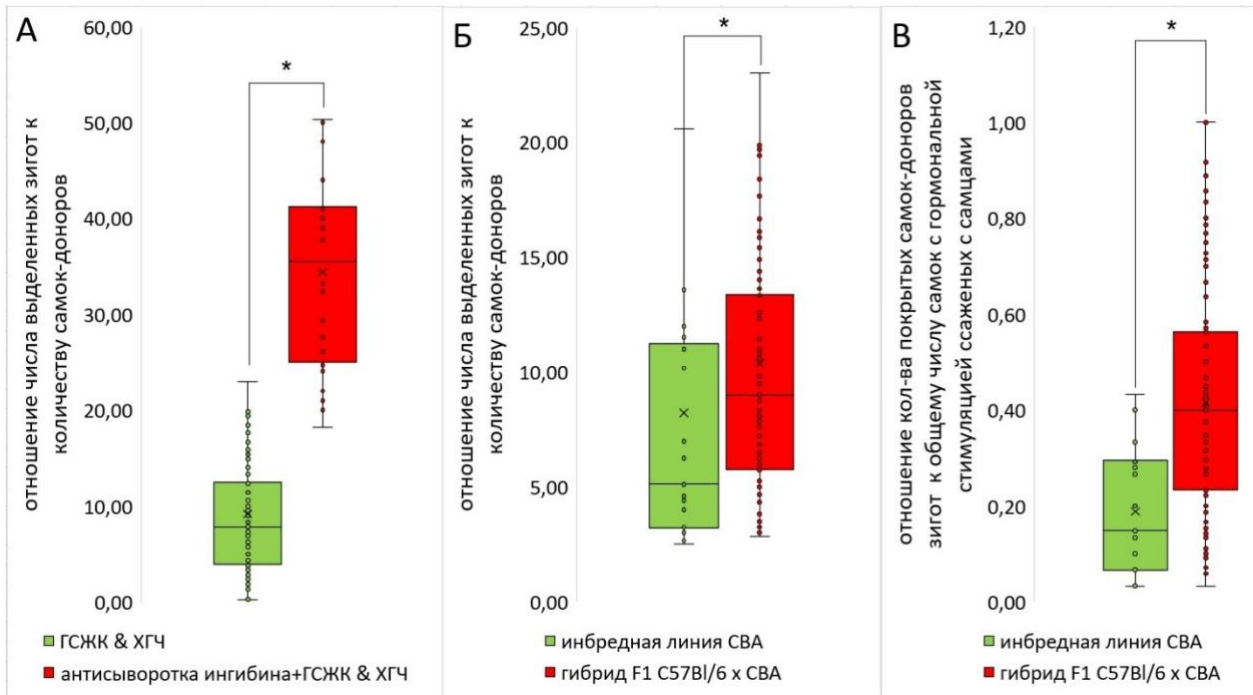 А
отношение числа выделенных зигот к
количеству самок-доноров
60,00
50,00
40,00
30,00
20,00
10,00
0,00
*
ГСЖК & ХГЧ
антисыворотка ингибина+ГСЖК & ХГЧ
Б
отношение числа выделенных зигот к
количеству самок-доноров
25,00
20,00
15,00
10,00
5,00
0,00
*
инбредная линия СВА
гибрид F1 C57Bl/6 x CBA
В
отношение кол-ва покрытых самок-доноров
зигот к общему числу самок с гормональной
стимуляцией ссаженых с самцами
1,20
1,00
0,80
0,60
0,40
0,20
0,00
*
инбредная линия СВА
гибрид F1 C57Bl/6 x CBA